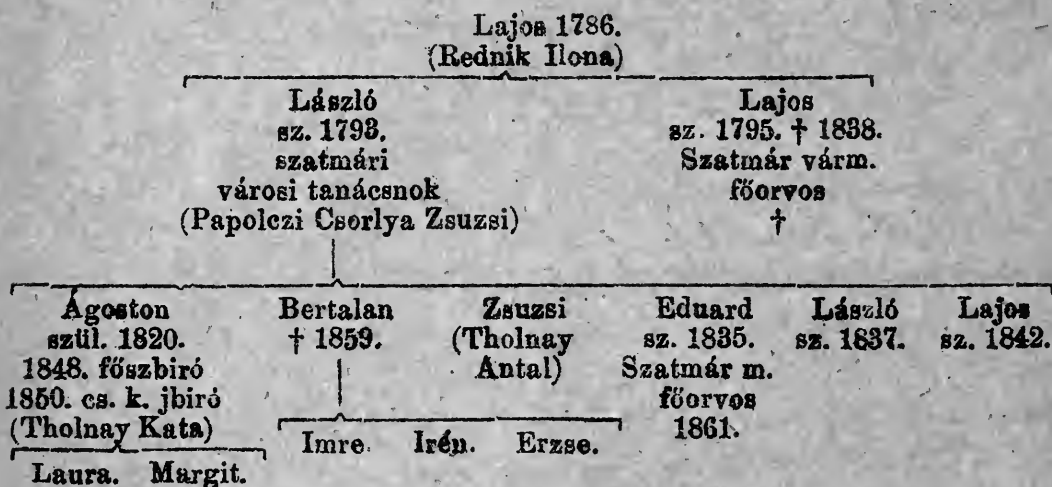 Lajos 1786.
(Rednik Ilona)
László
sz. 1793.
szatmári
városi tanácsnok
(Papolczi Csorlya Zsuzsi)
Lajos
sz. 1795. † 1838.
Szatmár várm.
főorvos
†
Ágoston
szül. 1820.
1848. főszbiró
1850. cs. k. jbiró
(Tholnay Kata)
Bertalan
† 1859.
Zsuzsi
(Tholnay
Antal)
Eduard
sz. 1835.
Szatmár m.
főorvos
1861.
László
sz. 1837.
Lajos
sz. 1842.
Laura. Margit.
Imre. Irén. Erzse.